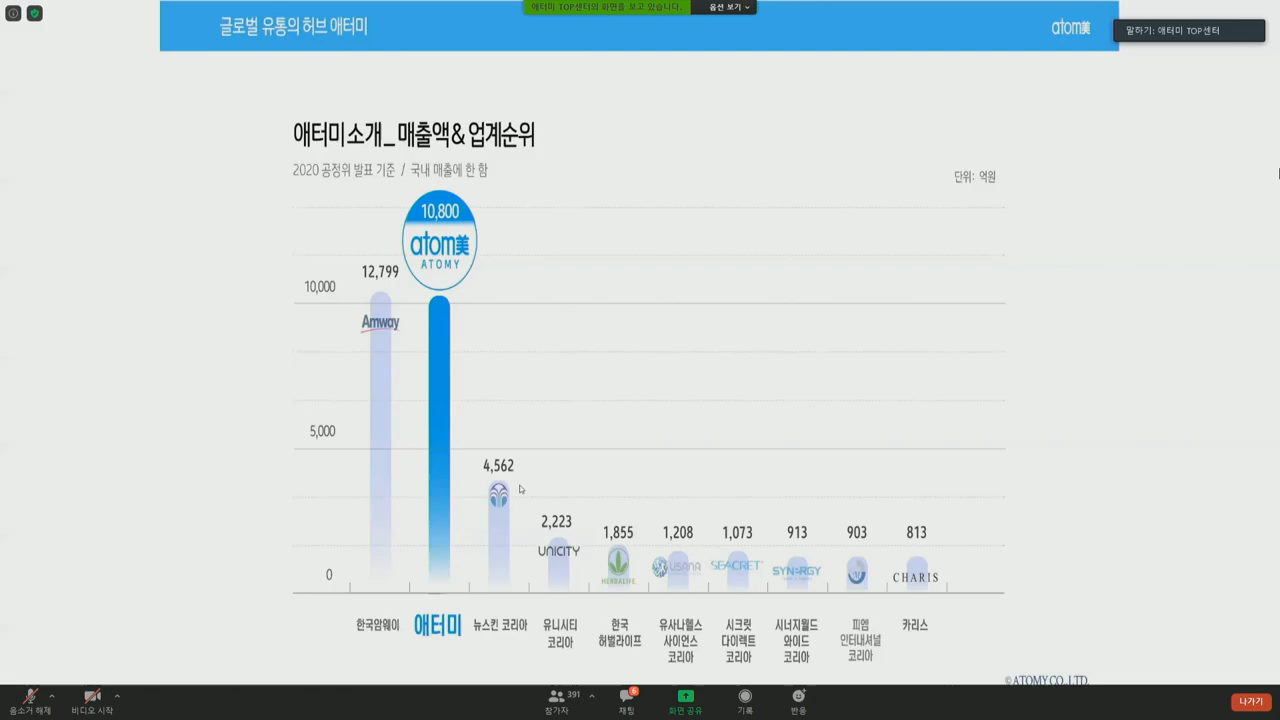 애터미 TOP센터의 화면을 보고 있습니다.
옵션 보기
글로벌 유통의 허브 애터미
atom美
말하기: 애터미 TOP센터
애터미 소개_ 매출액 & 업계순위
2020 공정위 발표 기준 / 국내 매출에 한 함
단위: 억원
10,800
atom美
ATOMY
12,799
10,000
Amway
5,000
4,562
2,223
UNICITY
1,855
HERBALIFE
1,208
USANA
1,073
SEACRET
913
SYNERGY
903
813
CHARIS
0
한국암웨이
애터미
뉴스킨 코리아
유니시티
코리아
한국
허벌라이프
유사나헬스
사이언스
코리아
시크릿
다이렉트
코리아
시너지월드
와이드
코리아
피엠
인터내셔널
코리아
카리스
©ATOMY CO., LTD.
음소거 해제
비디오 시작
391
참가자
6
채팅
화면 공유
기록
반응
나가기